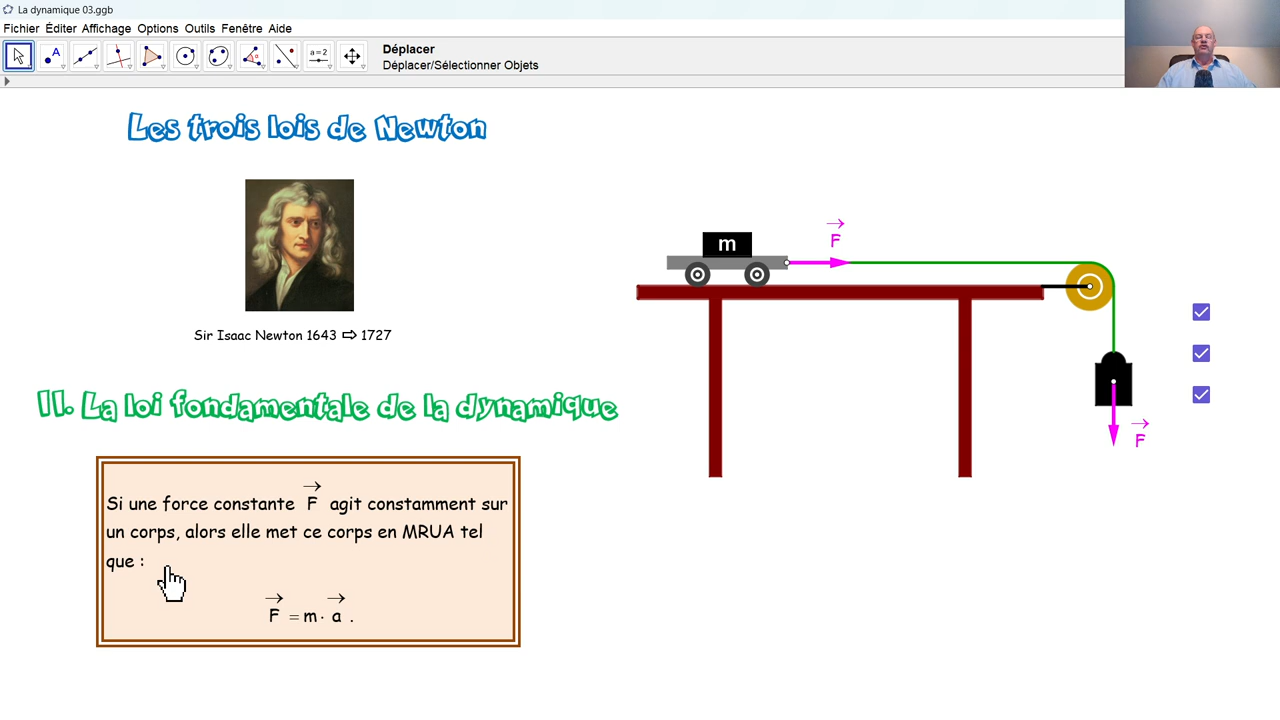 La dynamique 03.ggb
Fichier Éditer Affichage Options Outils Fenêtre Aide
A
a=2
Déplacer
Déplacer/Sélectionner Objets
Les trois lois de Newton
Sir Isaac Newton 1643 ⇨ 1727
II. La loi fondamentale de la dynamique
Si une force constante F agit constamment sur
un corps, alors elle met ce corps en MRUA tel
que :
F = m · a .
m
F
F